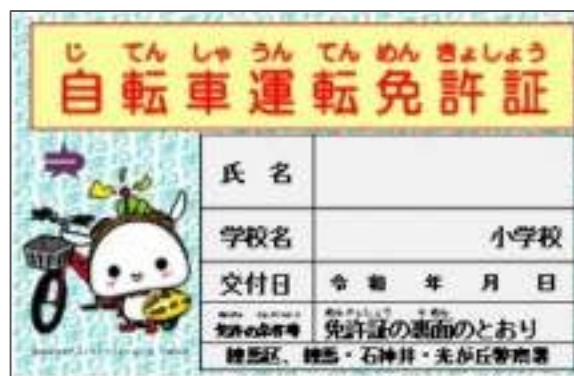 じ てん しゃ うん てん めん きょ しょう
自転車運転免許証
氏 名
学校名 小学校
交付日 令 和 年 月 日
免許証の裏面のとおり
練馬区、練馬・石神井・光が丘警察署